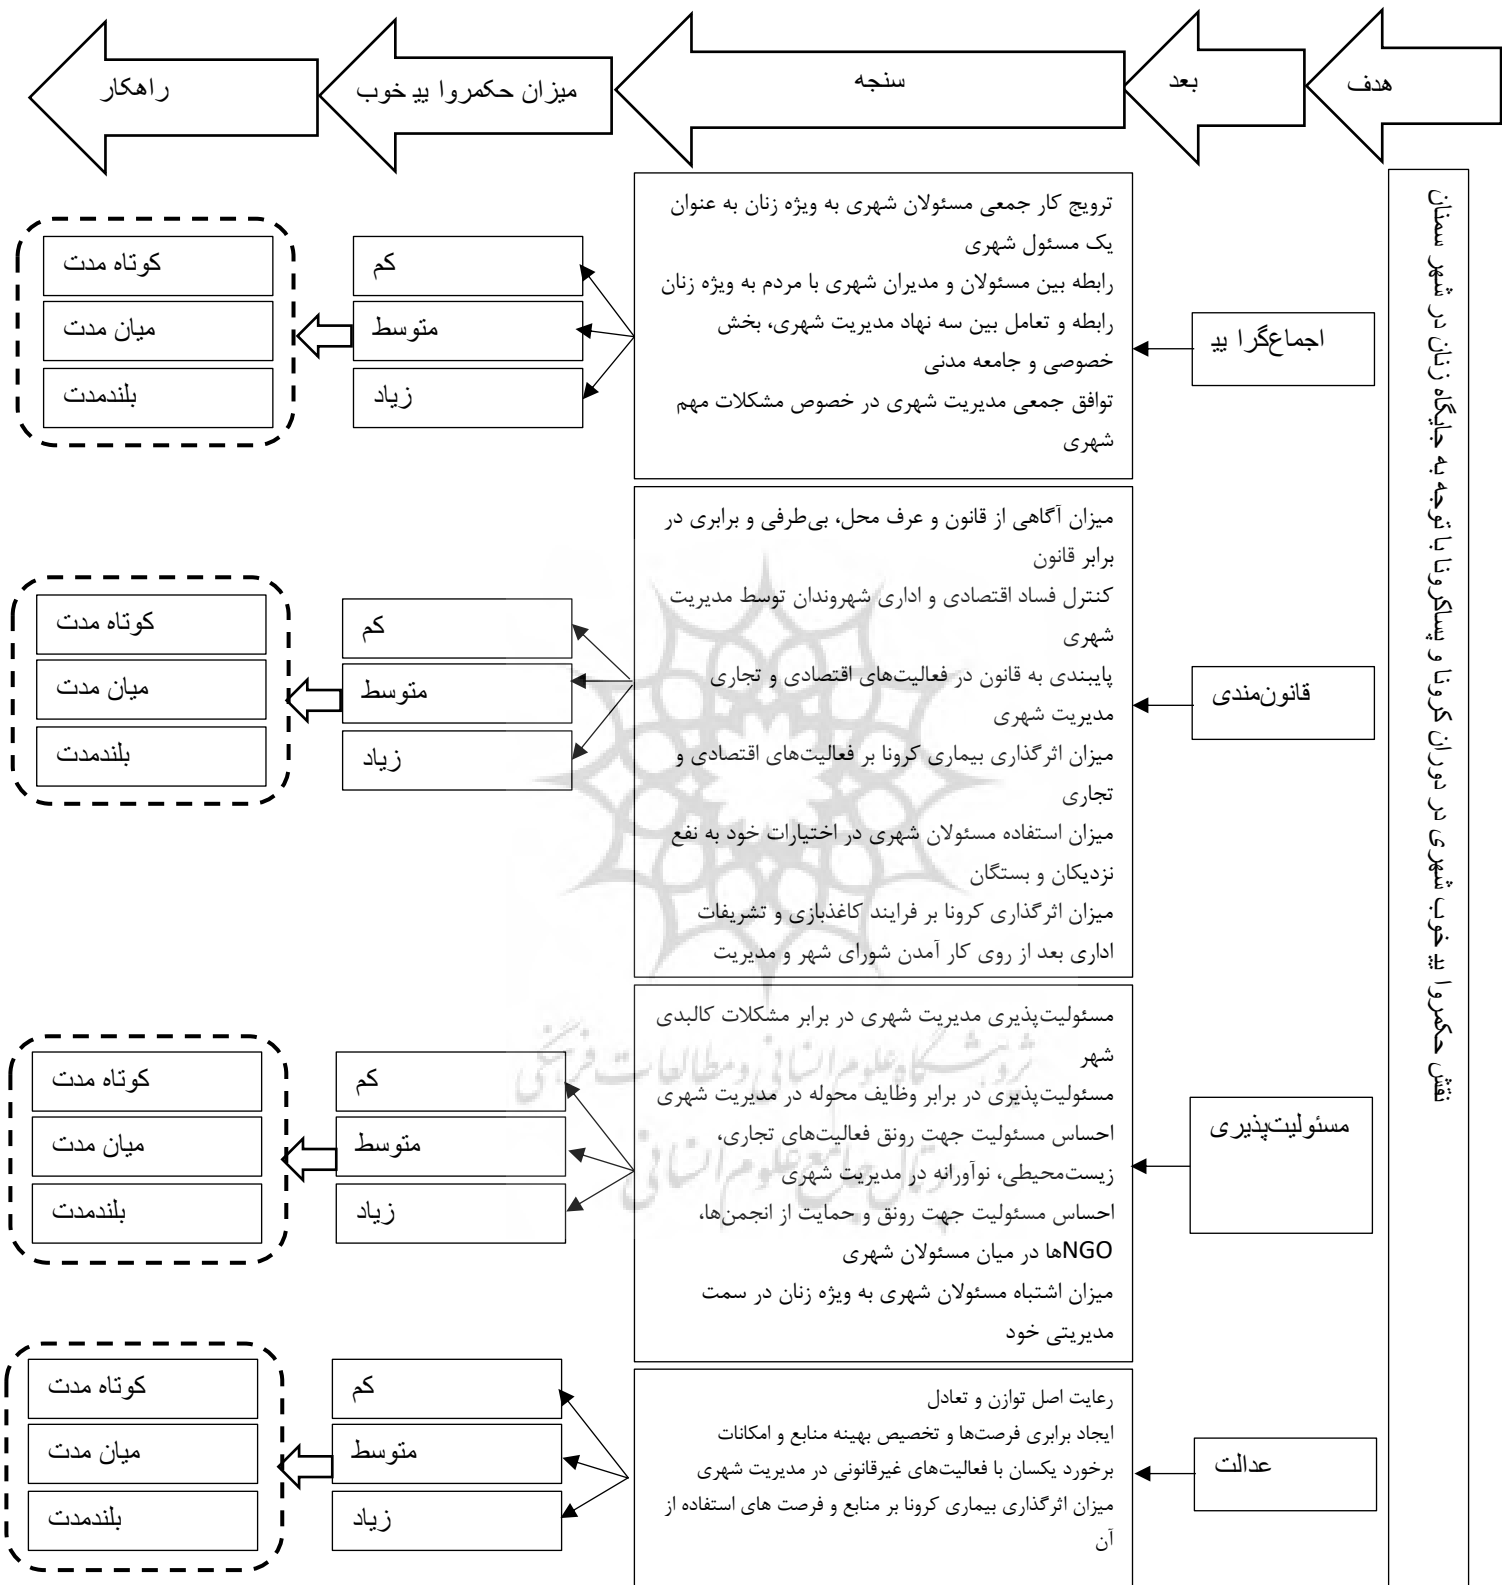 هدف
بعد
سنجه
میزان حکمروا یی خوب
راهکار
نقش حکمروا یی خوب شهری در دوران کرونا و پساکرونا با توجه به جایگاه زنان در شهر سمنان
اجماع‌گرا یی
ترویج کار جمعی مسئولان شهری به ویژه زنان به عنوان
یک مسئول شهری
رابطه بین مسئولان و مدیران شهری با مردم به ویژه زنان
رابطه و تعامل بین سه نهاد مدیریت شهری، بخش
خصوصی و جامعه مدنی
توافق جمعی مدیریت شهری در خصوص مشکلات مهم
شهری
کم
متوسط
زیاد
کوتاه مدت
میان مدت
بلندمدت
قانون‌مندی
میزان آگاهی از قانون و عرف محل، بی‌طرفی و برابری در
برابر قانون
کنترل فساد اقتصادی و اداری شهروندان توسط مدیریت
شهری
پایبندی به قانون در فعالیت‌های اقتصادی و تجاری
مدیریت شهری
میزان اثرگذاری بیماری کرونا بر فعالیت‌های اقتصادی و
تجاری
میزان استفاده مسئولان شهری در اختیارات خود به نفع
نزدیکان و بستگان
میزان اثرگذاری کرونا بر فرایند کاغذبازی و تشریفات
اداری بعد از روی کار آمدن شورای شهر و مدیریت
کم
متوسط
زیاد
کوتاه مدت
میان مدت
بلندمدت
مسئولیت‌پذیری
مسئولیت‌پذیری مدیریت شهری در برابر مشکلات کالبدی
شهر
مسئولیت‌پذیری در برابر وظایف محوله در مدیریت شهری
احساس مسئولیت جهت رونق فعالیت‌های تجاری،
زیست‌محیطی، نوآورانه در مدیریت شهری
احساس مسئولیت جهت رونق و حمایت از انجمن‌ها،
NGOها در میان مسئولان شهری
میزان اشتباه مسئولان شهری به ویژه زنان در سمت
مدیریتی خود
کم
متوسط
زیاد
کوتاه مدت
میان مدت
بلندمدت
عدالت
رعایت اصل توازن و تعادل
ایجاد برابری فرصت‌ها و تخصیص بهینه منابع و امکانات
برخورد یکسان با فعالیت‌های غیرقانونی در مدیریت شهری
میزان اثرگذاری بیماری کرونا بر منابع و فرصت های استفاده از
آن
کم
متوسط
زیاد
کوتاه مدت
میان مدت
بلندمدت
پژوهشگاه علوم انسانی و مطالعات فرهنگی
پرتال جامع علوم انسانی